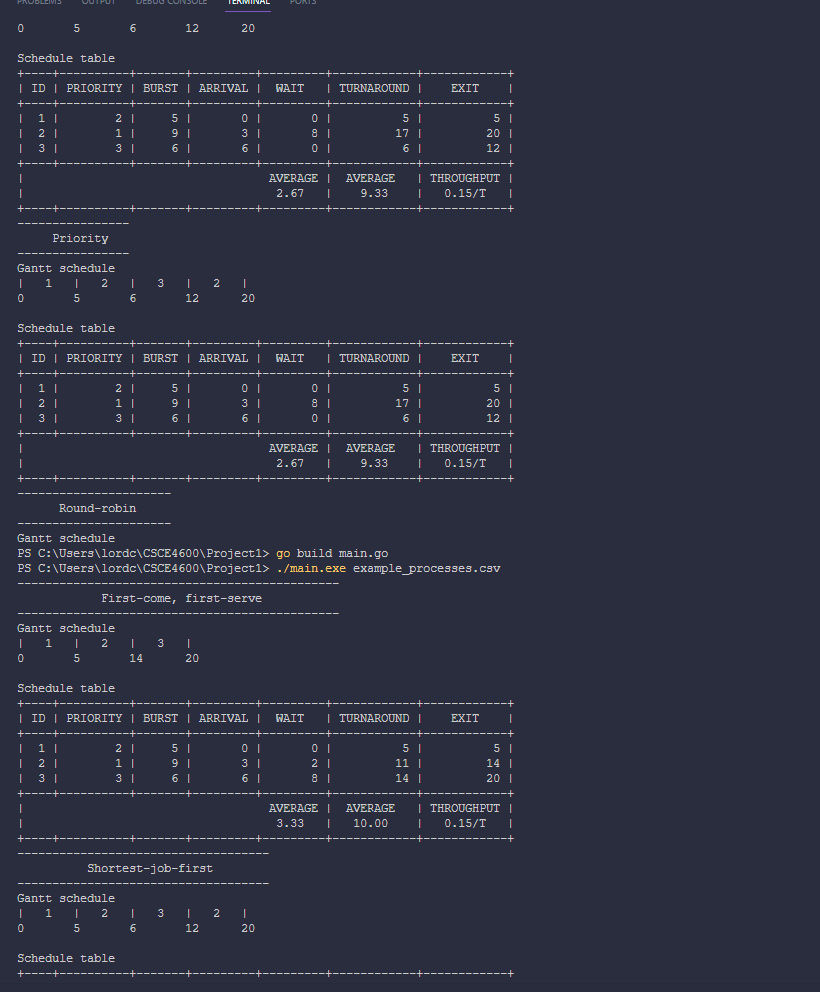 PROBLEMS OUTPUT DEBUG CONSOLE TERMINAL PORTS
0 5 6 12 20
Schedule table
+----+----------+-------+---------+---------+------------+------------+
| ID | PRIORITY | BURST | ARRIVAL | WAIT | TURNAROUND | EXIT |
+----+----------+-------+---------+---------+------------+------------+
| 1 | 2 | 5 | 0 | 0 | 5 | 5 |
| 2 | 1 | 9 | 3 | 8 | 17 | 20 |
| 3 | 3 | 6 | 6 | 0 | 6 | 12 |
+----+----------+-------+---------+---------+------------+------------+
| AVERAGE | AVERAGE | THROUGHPUT |
| 2.67 | 9.33 | 0.15/T |
+----+----------+-------+---------+---------+------------+------------+
----------------
Priority
----------------
Gantt schedule
| 1 | 2 | 3 | 2 |
0 5 6 12 20
Schedule table
+----+----------+-------+---------+---------+------------+------------+
| ID | PRIORITY | BURST | ARRIVAL | WAIT | TURNAROUND | EXIT |
+----+----------+-------+---------+---------+------------+------------+
| 1 | 2 | 5 | 0 | 0 | 5 | 5 |
| 2 | 1 | 9 | 3 | 8 | 17 | 20 |
| 3 | 3 | 6 | 6 | 0 | 6 | 12 |
+----+----------+-------+---------+---------+------------+------------+
| AVERAGE | AVERAGE | THROUGHPUT |
| 2.67 | 9.33 | 0.15/T |
+----+----------+-------+---------+---------+------------+------------+
----------------------
Round-robin
----------------------
Gantt schedule
PS C:\Users\lordc\CSCE4600\Project1> go build main.go
PS C:\Users\lordc\CSCE4600\Project1> ./main.exe example_processes.csv
----------------------------------------------
First-come, first-serve
----------------------------------------------
Gantt schedule
| 1 | 2 | 3 |
0 5 14 20
Schedule table
+----+----------+-------+---------+---------+------------+------------+
| ID | PRIORITY | BURST | ARRIVAL | WAIT | TURNAROUND | EXIT |
+----+----------+-------+---------+---------+------------+------------+
| 1 | 2 | 5 | 0 | 0 | 5 | 5 |
| 2 | 1 | 9 | 3 | 2 | 11 | 14 |
| 3 | 3 | 6 | 6 | 8 | 14 | 20 |
+----+----------+-------+---------+---------+------------+------------+
| AVERAGE | AVERAGE | THROUGHPUT |
| 3.33 | 10.00 | 0.15/T |
+----+----------+-------+---------+---------+------------+------------+
------------------------------------
Shortest-job-first
------------------------------------
Gantt schedule
| 1 | 2 | 3 | 2 |
0 5 6 12 20
Schedule table
+----+----------+-------+---------+---------+------------+------------+